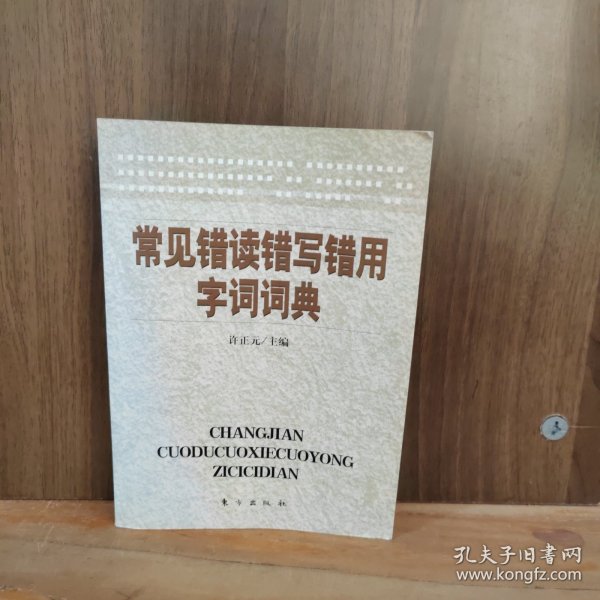 常见错读错写错用
字词词典
许正元/主编
CHANGJIAN
CUODUCUOXIECUOYONG
ZICICIDIAN
东方出版社
孔夫子旧书网
www.kongfz.com